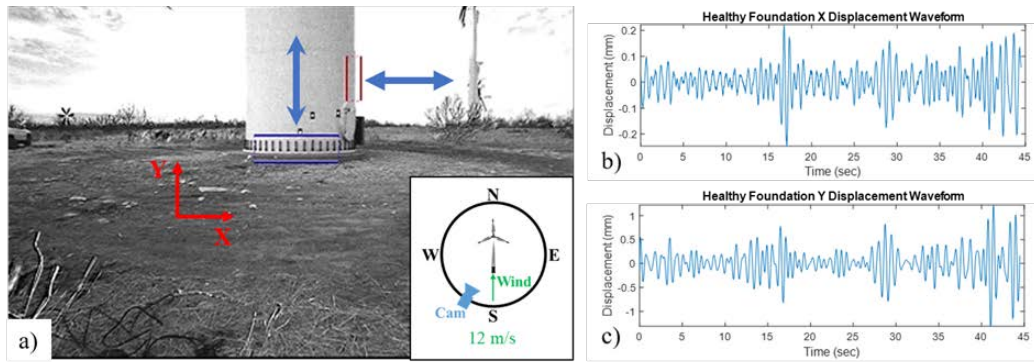 Y
X
a)
N
W
E
Wind
Cam
S
12 m/s
Healthy Foundation X Displacement Waveform
Displacement (mm)
0.2
0.1
0
-0.1
-0.2
0 5 10 15 20 25 30 35 40 45
Time (sec)
b)
Healthy Foundation Y Displacement Waveform
Displacement (mm)
1
0.5
0
-0.5
-1
0 5 10 15 20 25 30 35 40 45
Time (sec)
c)